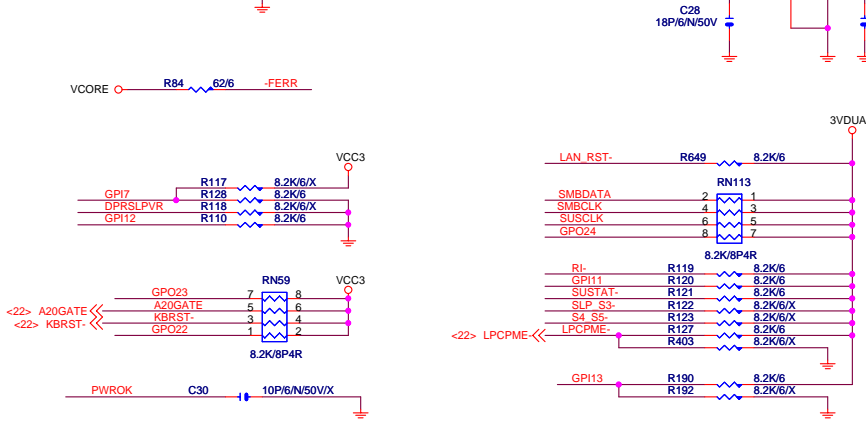 C28
18P/6/N/50V
VCORE R84 62/6 -FERR
3VDUA
VCC3
LAN_RST- R649 8.2K/6
RN113
R117 8.2K/6/X
GPI7 R128 8.2K/6
DPRSLPVR R118 8.2K/6/X
GPI12 R110 8.2K/6
SMBDATA 2 1
SMBCLK 4 3
SUSCLK 6 5
GPO24 8 7
8.2K/8P4R
RN59 VCC3
GPO23 7 8
<22> A20GATE A20GATE 5 6
<22> KBRST- KBRST- 3 4
GPO22 1 2
8.2K/8P4R
RI- R119 8.2K/6
GPI11 R120 8.2K/6
SUSTAT- R121 8.2K/6
SLP_S3- R122 8.2K/6/X
S4_S5- R123 8.2K/6/X
<22> LPCPME- LPCPME- R127 8.2K/6
R403 8.2K/6/X
PWROK C30 10P/6/N/50V/X
GPI13 R190 8.2K/6
R192 8.2K/6/X